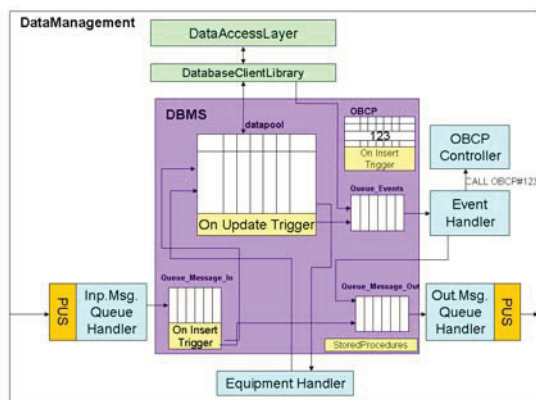 DataManagement
DataAccessLayer
DatabaseClientLibrary
DBMS
datapool
OBCP
123
On Insert
Trigger
OBCP
Controller
CALL OBCP#123
On Update Trigger
Queue_Events
Event
Handler
Queue_Message_In
Queue_Message_Out
PUS
Inp.Msg.
Queue
Handler
On Insert
Trigger
Out.Msg.
Queue
Handler
PUS
StoredProcedures
Equipment Handler